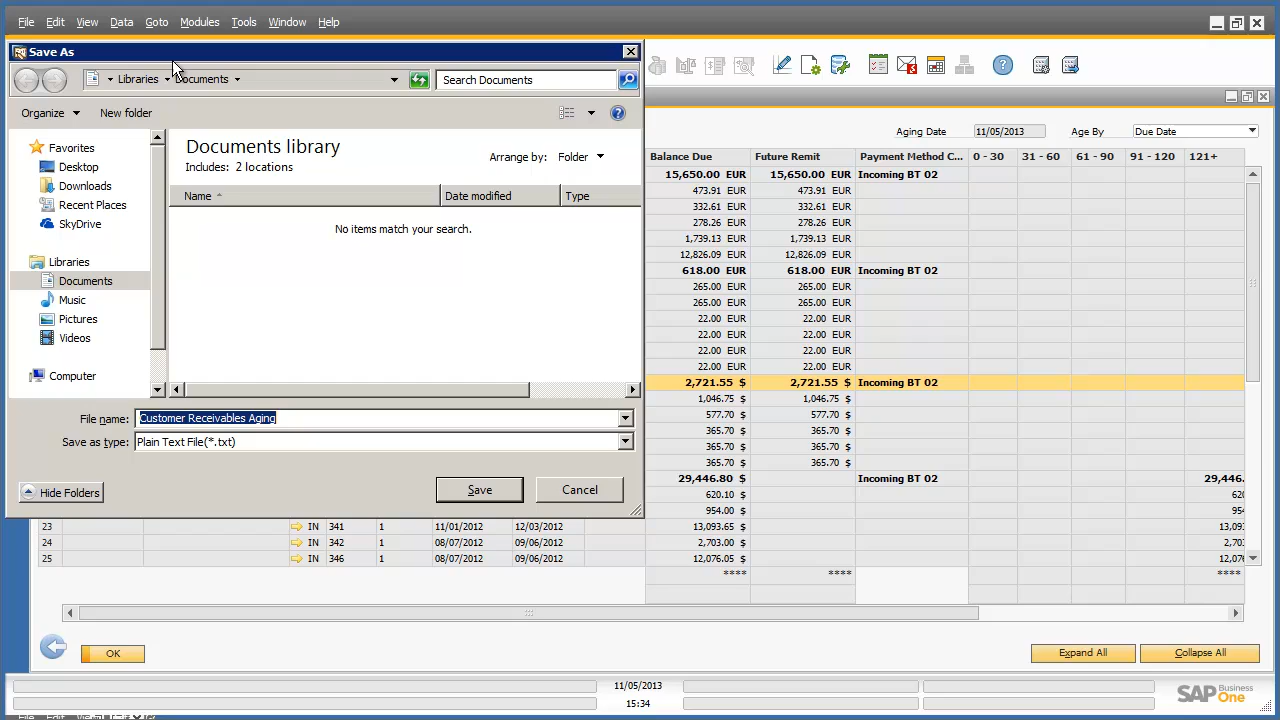 File Edit View Data Goto Modules Tools Window Help
Save As
Libraries Documents
Search Documents
Organize New folder
Favorites
Desktop
Downloads
Recent Places
SkyDrive
Libraries
Documents
Music
Pictures
Videos
Computer
Documents library
Includes: 2 locations
Arrange by: Folder
Name Date modified Type
No items match your search.
File name: Customer Receivables Aging
Save as type: Plain Text File(*.txt)
Hide Folders Save Cancel
Aging Date 11/05/2013 Age By Due Date
Balance Due Future Remit Payment Method C... 0 - 30 31 - 60 61 - 90 91 - 120 121+
15,650.00 EUR 15,650.00 EUR Incoming BT 02
473.91 EUR 473.91 EUR
332.61 EUR 332.61 EUR
278.26 EUR 278.26 EUR
1,739.13 EUR 1,739.13 EUR
12,826.09 EUR 12,826.09 EUR
618.00 EUR 618.00 EUR Incoming BT 02
265.00 EUR 265.00 EUR
265.00 EUR 265.00 EUR
22.00 EUR 22.00 EUR
22.00 EUR 22.00 EUR
22.00 EUR 22.00 EUR
22.00 EUR 22.00 EUR
2,721.55 $ 2,721.55 $ Incoming BT 02
1,046.75 $ 1,046.75 $
577.70 $ 577.70 $
365.70 $ 365.70 $
365.70 $ 365.70 $
365.70 $ 365.70 $
29,446.80 $ Incoming BT 02 29,446.
620.10 $
954.00 $
13,093.65 $
23 IN 341 1 11/01/2012 12/03/2012 13,093.65 $
24 IN 342 1 08/07/2012 09/06/2012 2,703.00 $
25 IN 346 1 08/07/2012 09/06/2012 12,076.05 $
**** **** ****
OK Expand All Collapse All
11/05/2013
15:34
SAP Business One